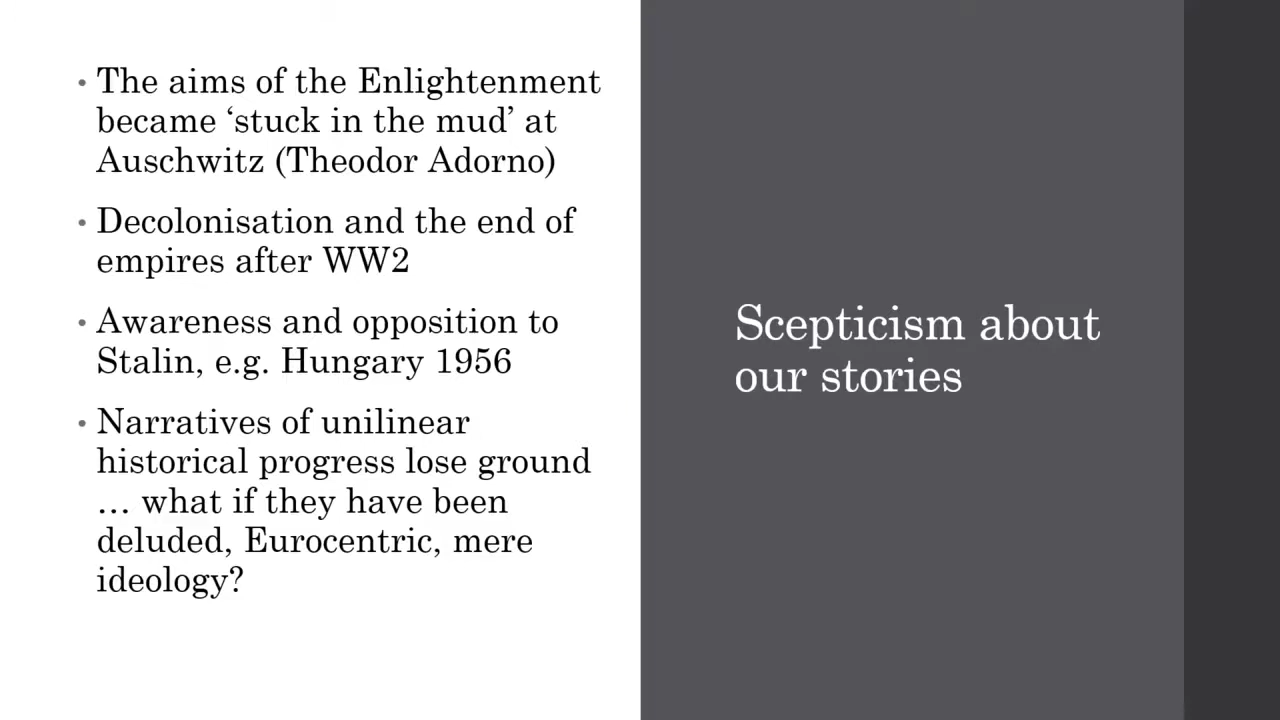 • The aims of the Enlightenment
became ‘stuck in the mud’ at
Auschwitz (Theodor Adorno)
• Decolonisation and the end of
empires after WW2
• Awareness and opposition to
Stalin, e.g. Hungary 1956
• Narratives of unilinear
historical progress lose ground
… what if they have been
deluded, Eurocentric, mere
ideology?
Scepticism about
our stories